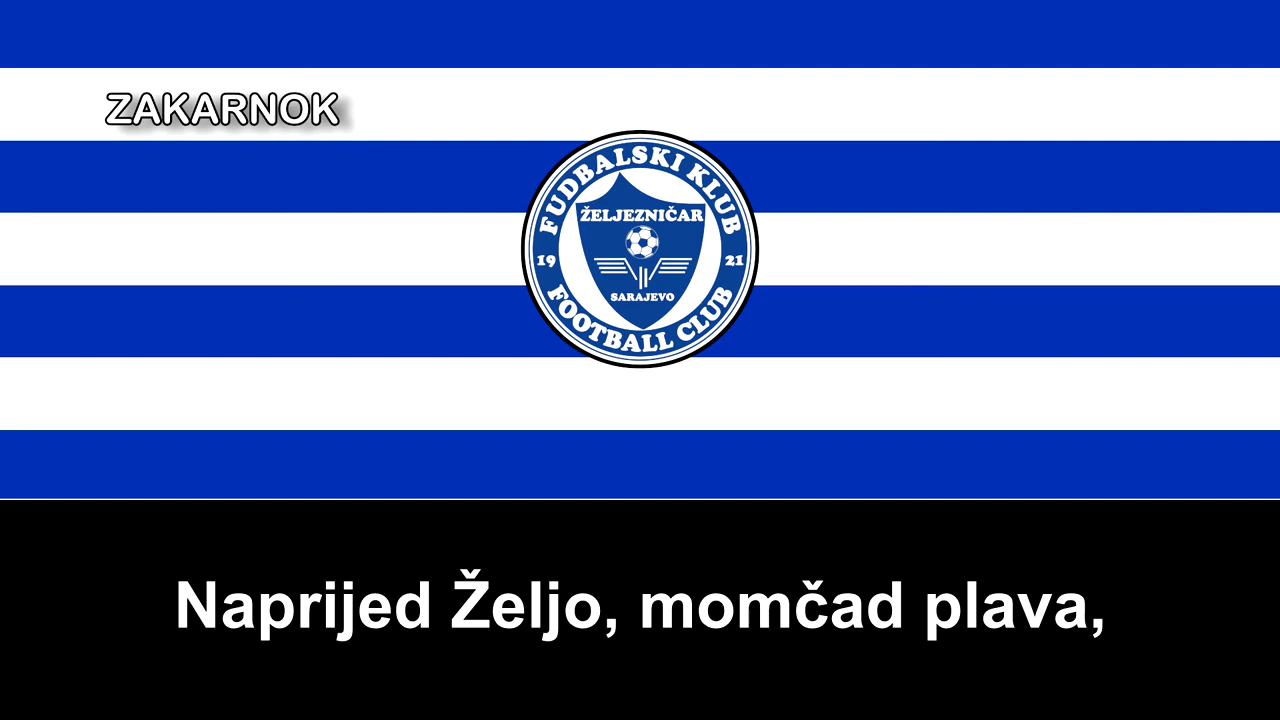 ZAKARNOK
FUDBALSKI KLUB
ŽELJEZNIČAR
19 21
SARAJEVO
FOOTBALL CLUB
Naprijed Željo, momčad plava,